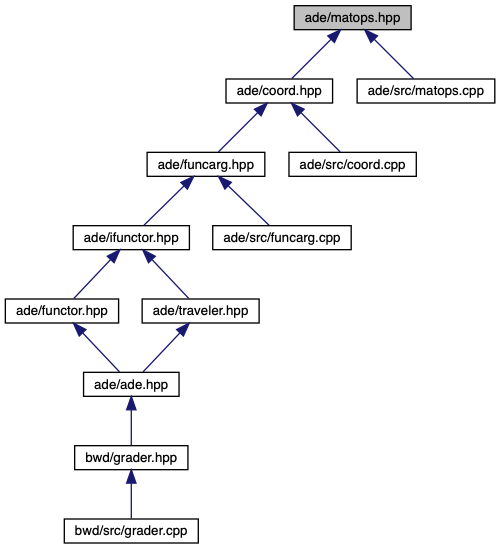 ade/matops.hpp
ade/coord.hpp
ade/src/matops.cpp
ade/funcarg.hpp
ade/src/coord.cpp
ade/ifunctor.hpp
ade/src/funcarg.cpp
ade/functor.hpp
ade/traveler.hpp
ade/ade.hpp
bwd/grader.hpp
bwd/src/grader.cpp